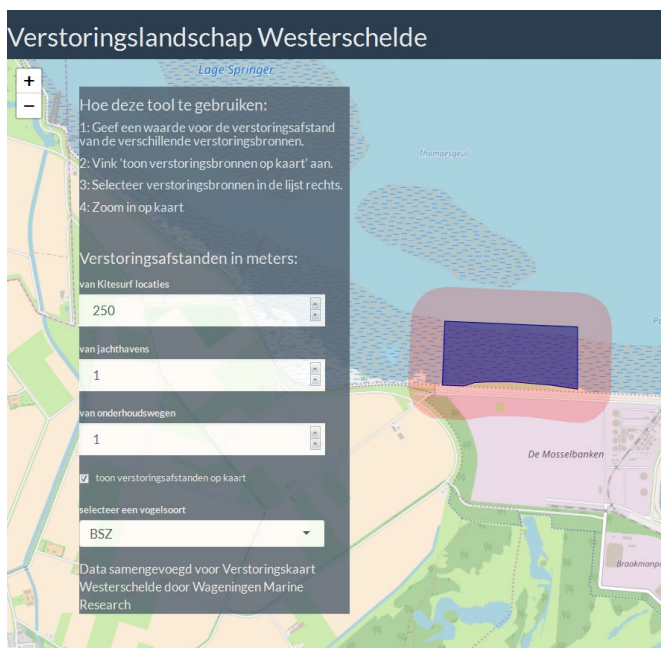 Verstoringslandschap Westerschelde
Lage Springer
+
−
Hoe deze tool te gebruiken:
1: Geef een waarde voor de verstoringsafstand
van de verschillende verstoringsbronnen.
2: Vink 'toon verstoringsbronnen op kaart' aan.
3: Selecteer verstoringsbronnen in de lijst rechts.
4: Zoom in op kaart
Thomaesgeul
Verstoringsafstanden in meters:
van Kitesurf locaties
250
van jachthavens
1
van onderhoudswegen
1
De Mosselbanken
toon verstoringsafstanden op kaart
selecteer een vogelsoort
BSZ
Braakmanpo
Data samengevoegd voor Verstoringskaart
Westerschelde door Wageningen Marine
Research